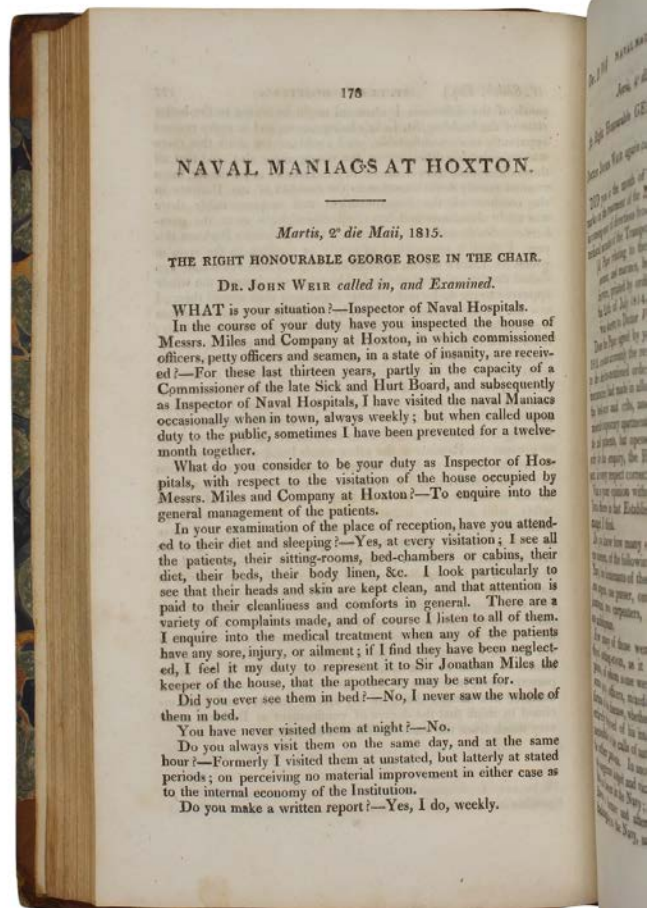 178
NAVAL MANIACS AT HOXTON.
Martis, 2º die Maii, 1815.
THE RIGHT HONOURABLE GEORGE ROSE IN THE CHAIR.
DR. JOHN WEIR called in, and Examined.
WHAT is your situation?—Inspector of Naval Hospitals.
In the course of your duty have you inspected the house of
Messrs. Miles and Company at Hoxton, in which commissioned
officers, petty officers and seamen, in a state of insanity, are receiv-
ed?—For these last thirteen years, partly in the capacity of a
Commissioner of the late Sick and Hurt Board, and subsequently
as Inspector of Naval Hospitals, I have visited the naval Maniacs
occasionally when in town, always weekly; but when called upon
duty to the public, sometimes I have been prevented for a twelve-
month together.
What do you consider to be your duty as Inspector of Hos-
pitals, with respect to the visitation of the house occupied by
Messrs. Miles and Company at Hoxton?—To enquire into the
general management of the patients.
In your examination of the place of reception, have you attend-
ed to their diet and sleeping?—Yes, at every visitation; I see all
the patients, their sitting-rooms, bed-chambers or cabins, their
diet, their beds, their body linen, &c. I look particularly to
see that their heads and skin are kept clean, and that attention is
paid to their cleanliness and comforts in general. There are a
variety of complaints made, and of course I listen to all of them.
I enquire into the medical treatment when any of the patients
have any sore, injury, or ailment; if I find they have been neglect-
ed, I feel it my duty to represent it to Sir Jonathan Miles the
keeper of the house, that the apothecary may be sent for.
Did you ever see them in bed?—No, I never saw the whole of
them in bed.
You have never visited them at night?—No.
Do you always visit them on the same day, and at the same
hour?—Formerly I visited them at unstated, but latterly at stated
periods; on perceiving no material improvement in either case as
to the internal economy of the Institution.
Do you make a written report?—Yes, I do, weekly.